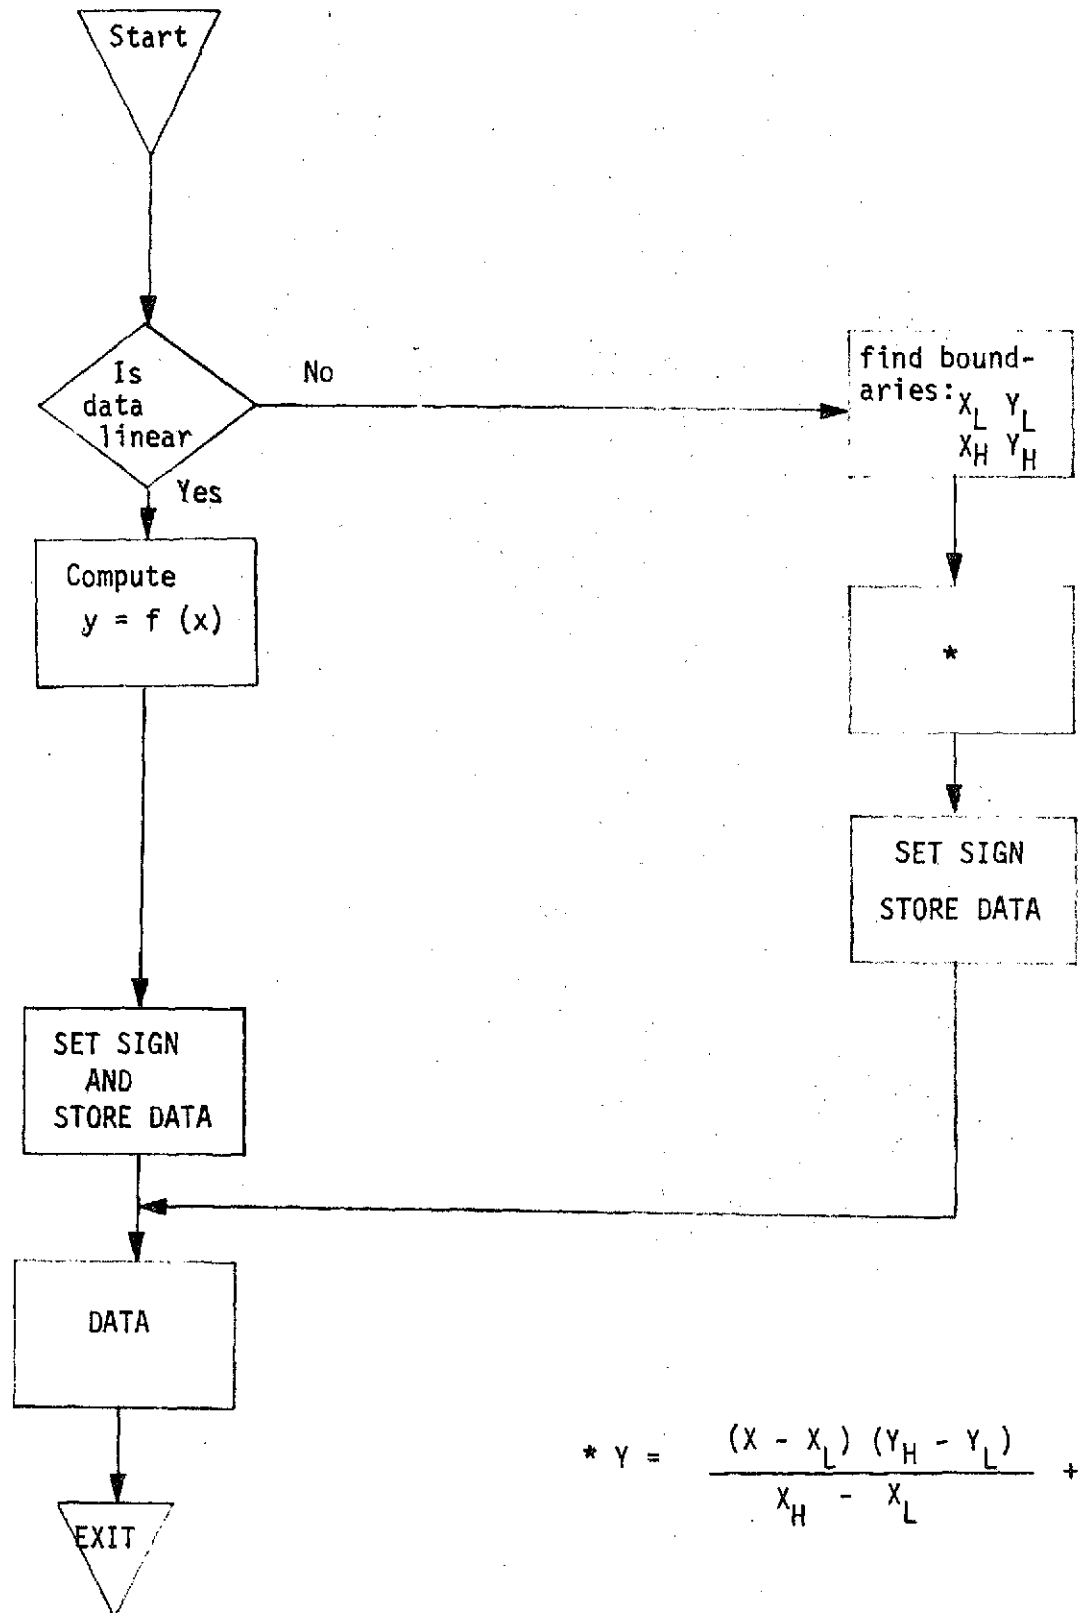 Start
Is
data
linear
No
Yes
find bound-
aries:
X_L Y_L
X_H Y_H
Compute
y = f (x)
*
SET SIGN
STORE DATA
SET SIGN
AND
STORE DATA
DATA
EXIT
* Y = (X - X_L) (Y_H - Y_L) +
X_H - X_L